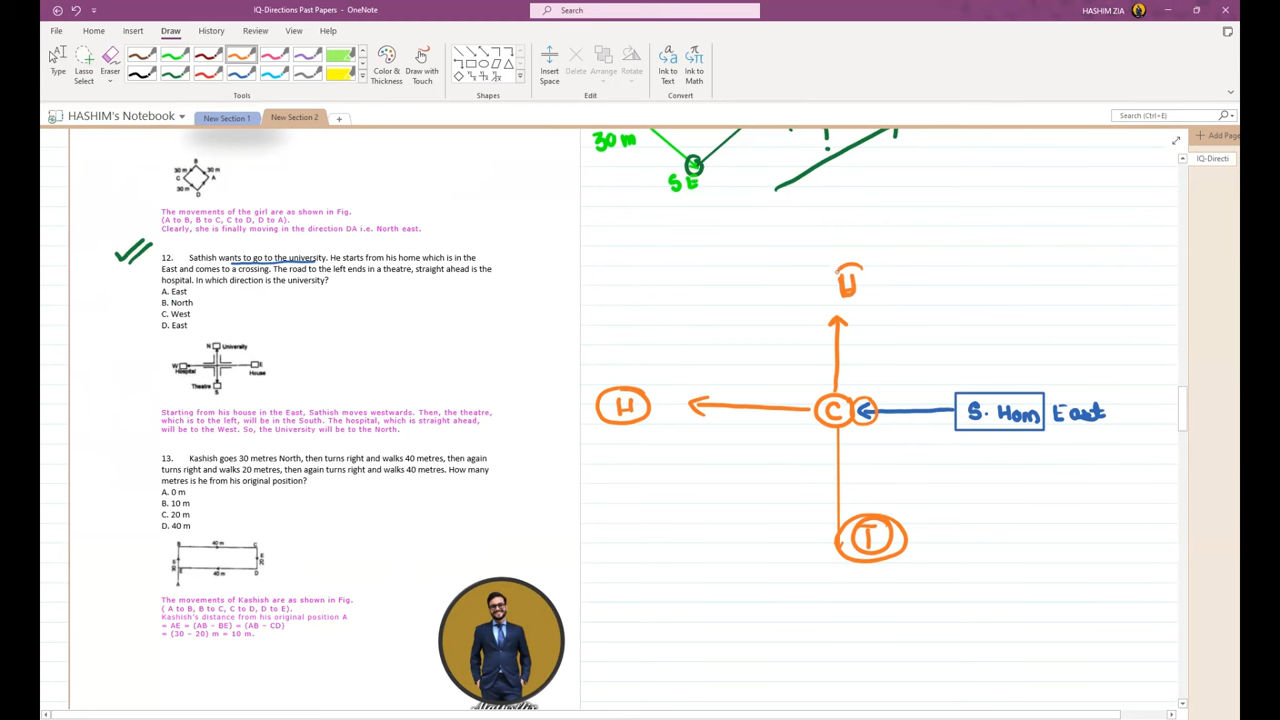 IQ-Directions Past Papers - OneNote
Search
HASHIM ZIA
File
Home
Insert
Draw
History
Review
View
Help
Type
Lasso
Select
Eraser
Color &
Thickness
Draw with
Touch
Insert
Space
Delete
Arrange
Rotate
Ink to
Text
Ink to
Math
Tools
Shapes
Edit
Convert
HASHIM's Notebook
New Section 1
New Section 2
Search (Ctrl+E)
Add Page
IQ-Directi
B
30 m
30 m
C
A
30 m
D
The movements of the girl are as shown in Fig.
(A to B, B to C, C to D, D to A).
Clearly, she is finally moving in the direction DA i.e. North east.
12. Sathish wants to go to the university. He starts from his home which is in the
East and comes to a crossing. The road to the left ends in a theatre, straight ahead is the
hospital. In which direction is the university?
A. East
B. North
C. West
D. East
N University
W E
Hospital House
Theatre
S
Starting from his house in the East, Sathish moves westwards. Then, the theatre,
which is to the left, will be in the South. The hospital, which is straight ahead,
will be to the West. So, the University will be to the North.
13. Kashish goes 30 metres North, then turns right and walks 40 metres, then again
turns right and walks 20 metres, then again turns right and walks 40 metres. How many
metres is he from his original position?
A. 0 m
B. 10 m
C. 20 m
D. 40 m
B 40 m C
30 m
20 m
E 40 m D
A
The movements of Kashish are as shown in Fig.
( A to B, B to C, C to D, D to E).
Kashish's distance from his original position A
= AE = (AB – BE) = (AB – CD)
= (30 – 20) m = 10 m.
30 m
SE
U
H
C
S. Hom East
T